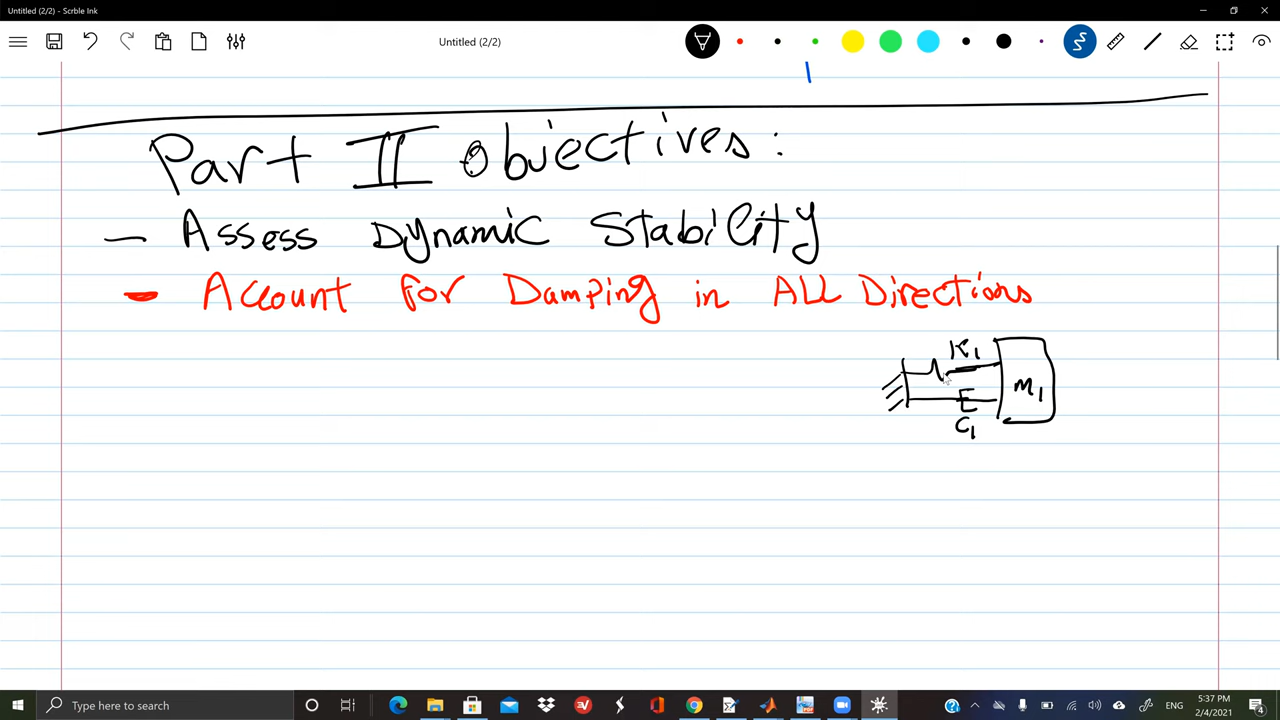 Untitled (2/2) - Scrble Ink
Untitled (2/2)
Part II Objectives:
- Assess Dynamic Stability
- Account for Damping in ALL Directions
K1
m1
C1
Type here to search
ENG
5:37 PM
2/4/2021
4